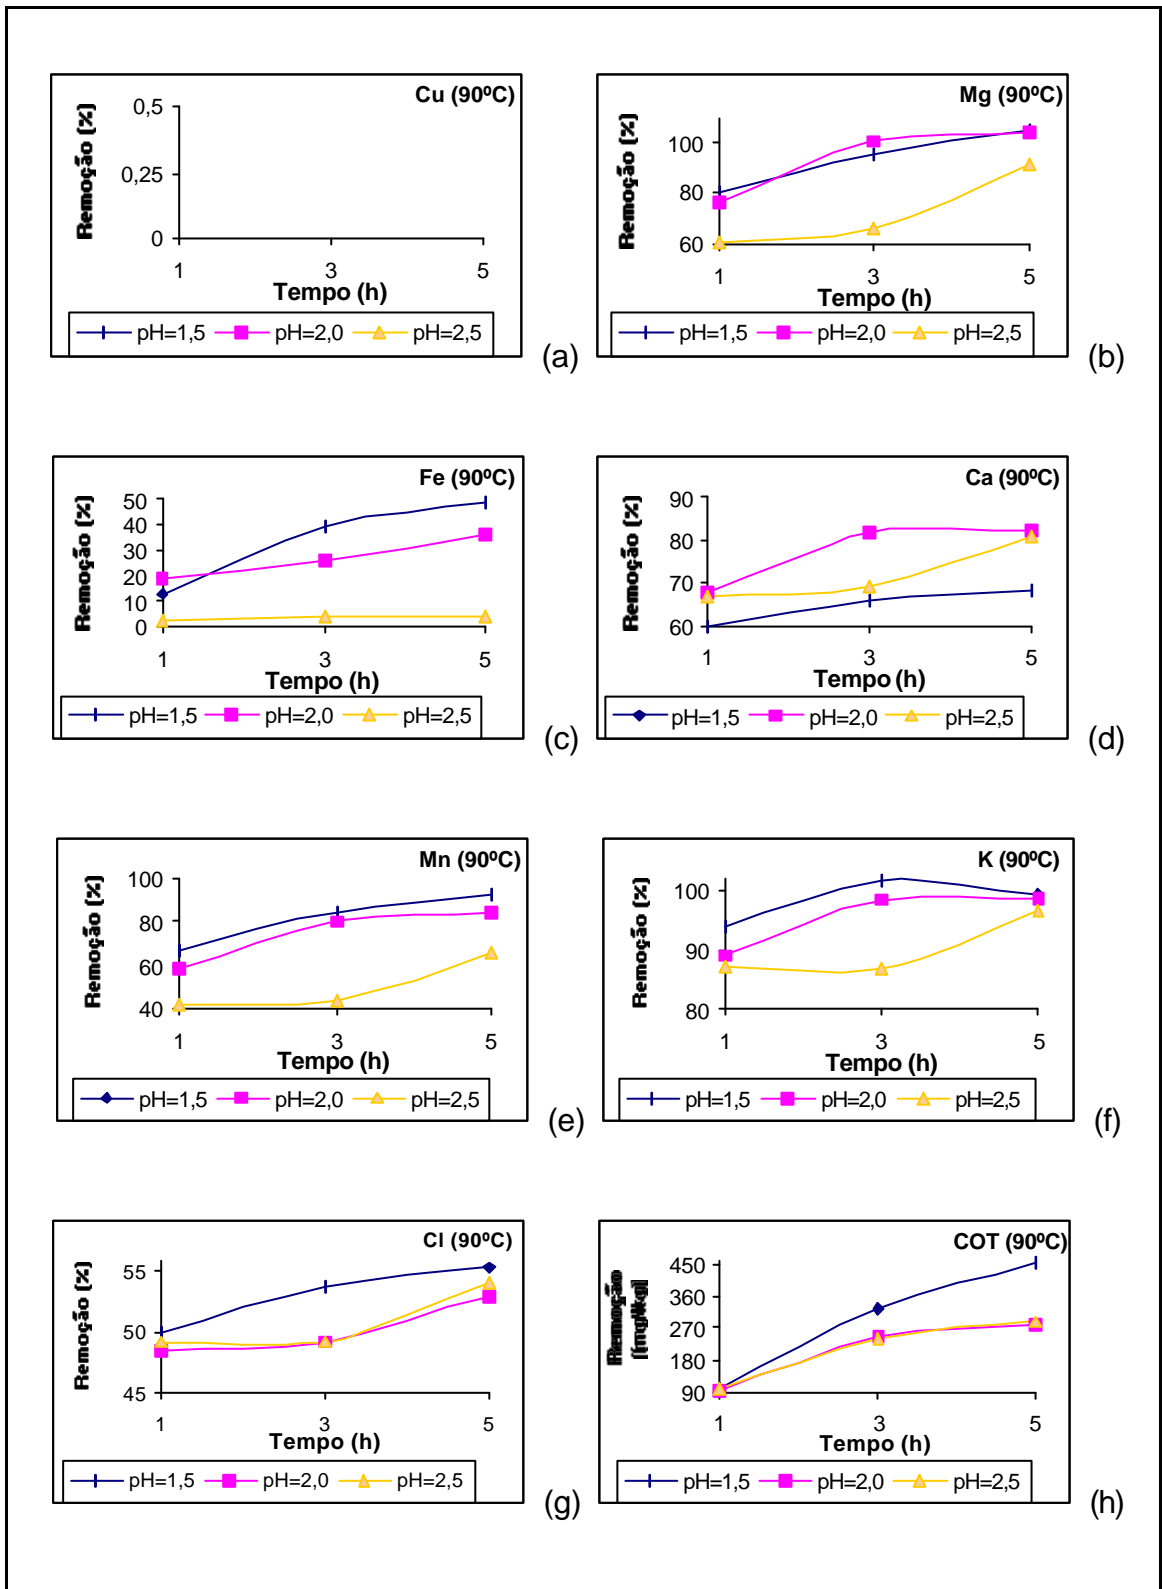 Cu (90ºC)
Remoção (%)
0,5
0,25
0
1 3 5
Tempo (h)
pH=1,5 pH=2,0 pH=2,5
(a)
Mg (90ºC)
Remoção (%)
100
80
60
1 3 5
Tempo (h)
pH=1,5 pH=2,0 pH=2,5
(b)
Fe (90ºC)
Remoção (%)
50
40
30
20
10
0
1 3 5
Tempo (h)
pH=1,5 pH=2,0 pH=2,5
(c)
Ca (90ºC)
Remoção (%)
90
80
70
60
1 3 5
Tempo (h)
pH=1,5 pH=2,0 pH=2,5
(d)
Mn (90ºC)
Remoção (%)
100
80
60
40
1 3 5
Tempo (h)
pH=1,5 pH=2,0 pH=2,5
(e)
K (90ºC)
Remoção (%)
100
90
80
1 3 5
Tempo (h)
pH=1,5 pH=2,0 pH=2,5
(f)
Cl (90ºC)
Remoção (%)
55
50
45
1 3 5
Tempo (h)
pH=1,5 pH=2,0 pH=2,5
(g)
COT (90ºC)
Remoção
450
360
270
180
90
1 3 5
Tempo (h)
pH=1,5 pH=2,0 pH=2,5
(h)